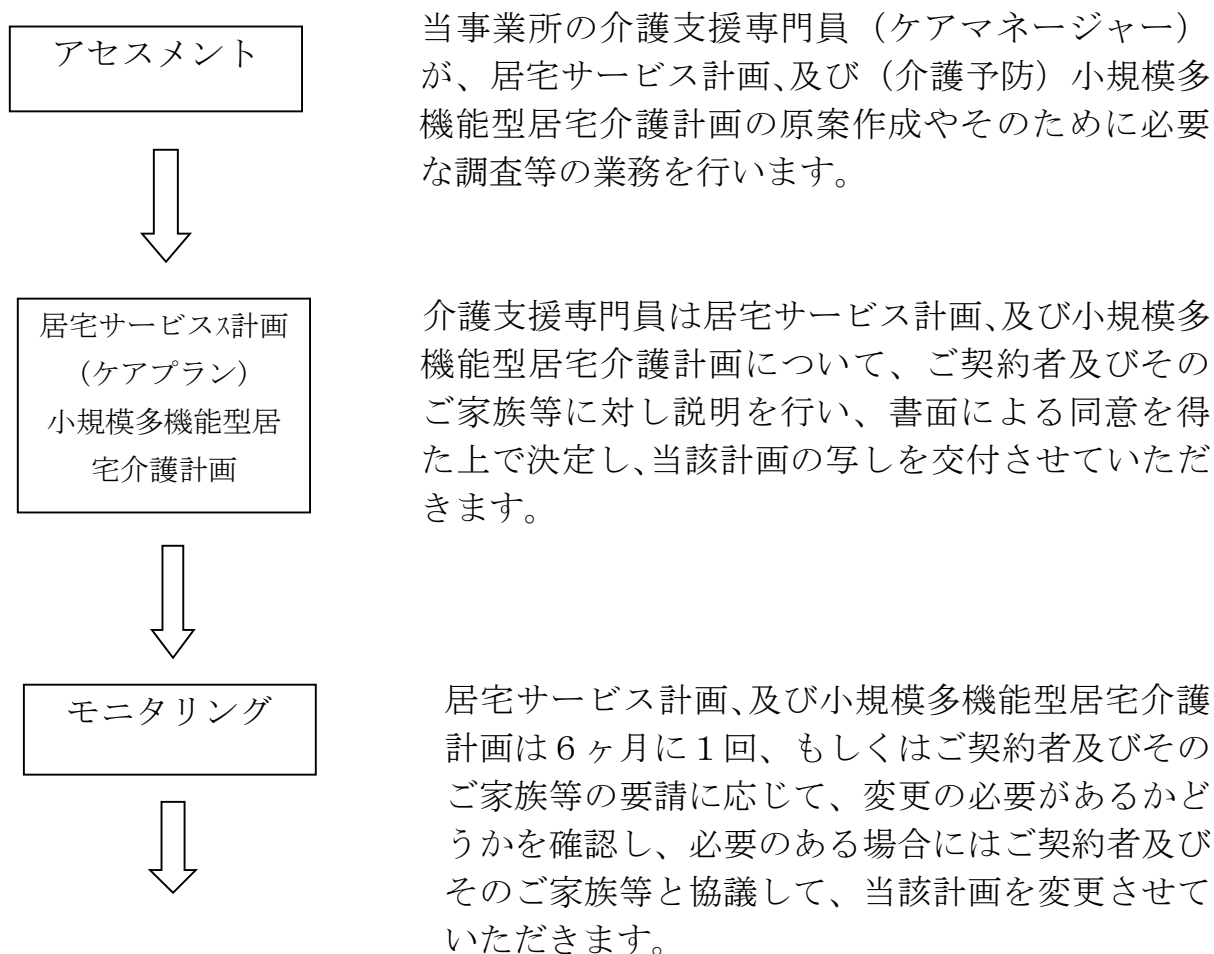 アセスメント
当事業所の介護支援専門員（ケアマネージャー）
が、居宅サービス計画、及び（介護予防）小規模多
機能型居宅介護計画の原案作成やそのために必要
な調査等の業務を行います。
居宅サービスｽ計画
（ケアプラン）
小規模多機能型居
宅介護計画
介護支援専門員は居宅サービス計画、及び小規模多
機能型居宅介護計画について、ご契約者及びその
ご家族等に対し説明を行い、書面による同意を得
た上で決定し、当該計画の写しを交付させていただ
きます。
モニタリング
居宅サービス計画、及び小規模多機能型居宅介護
計画は６ヶ月に１回、もしくはご契約者及びその
ご家族等の要請に応じて、変更の必要があるかど
うかを確認し、必要のある場合にはご契約者及び
そのご家族等と協議して、当該計画を変更させて
いただきます。